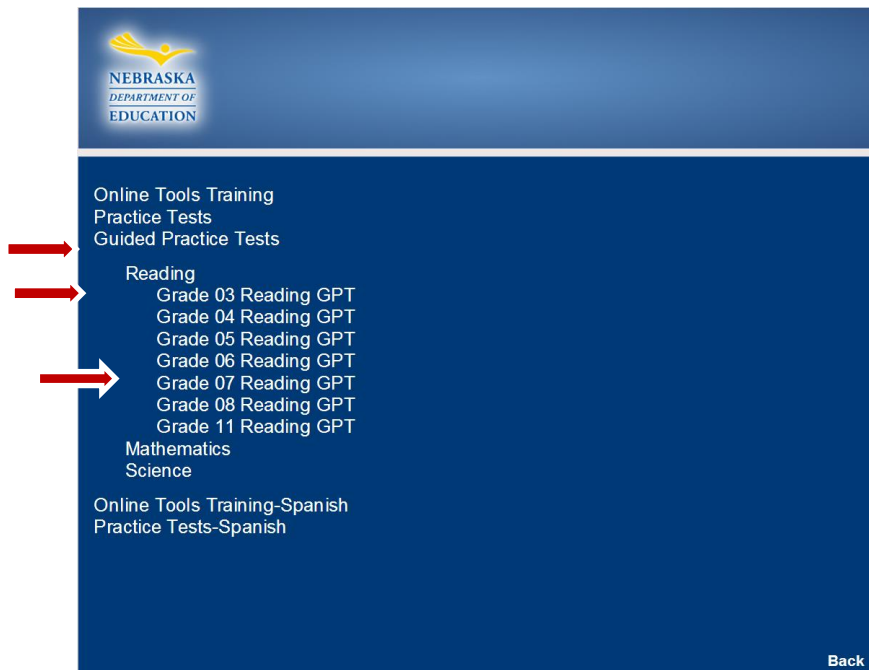 NEBRASKA
DEPARTMENT OF
EDUCATION
Online Tools Training
Practice Tests
Guided Practice Tests
Reading
Grade 03 Reading GPT
Grade 04 Reading GPT
Grade 05 Reading GPT
Grade 06 Reading GPT
Grade 07 Reading GPT
Grade 08 Reading GPT
Grade 11 Reading GPT
Mathematics
Science
Online Tools Training-Spanish
Practice Tests-Spanish
Back